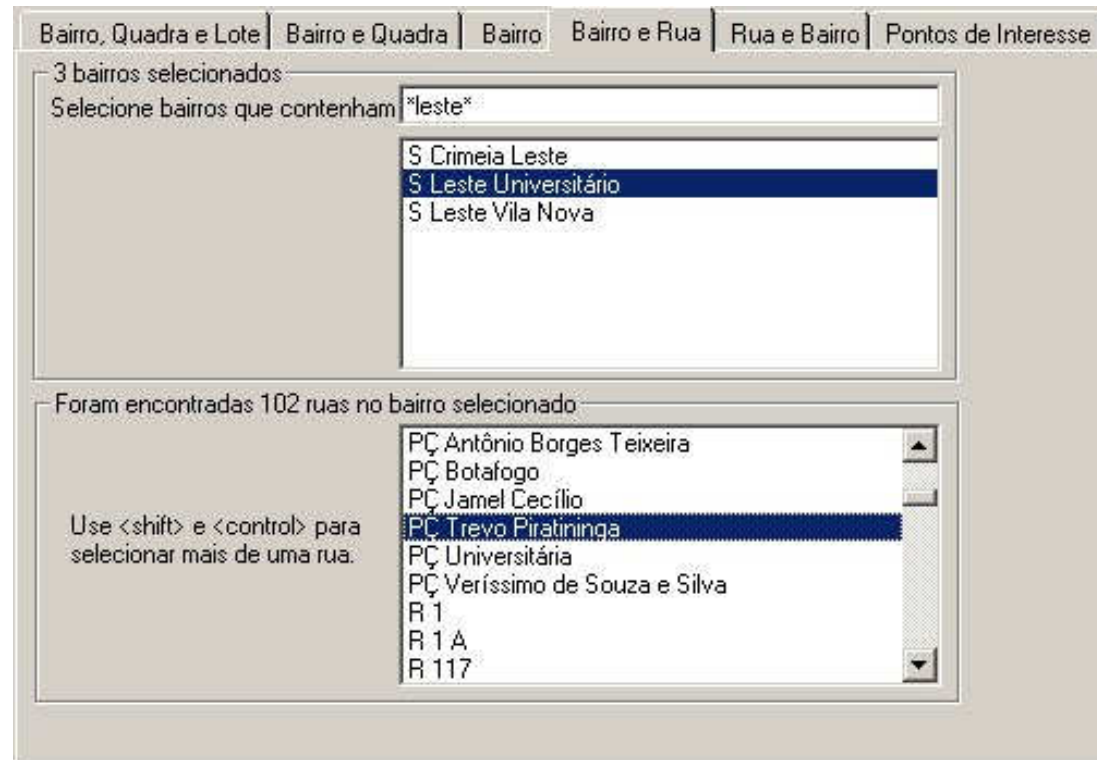 Bairro, Quadra e Lote Bairro e Quadra Bairro Bairro e Rua Rua e Bairro Pontos de Interesse
3 bairros selecionados
Selecione bairros que contenham *leste*
S Crimeia Leste
S Leste Universitário
S Leste Vila Nova
Foram encontradas 102 ruas no bairro selecionado
Use <shift> e <control> para
selecionar mais de uma rua.
PÇ Antônio Borges Teixeira
PÇ Botafogo
PÇ Jamel Cecílio
PÇ Trevo Piratininga
PÇ Universitária
PÇ Veríssimo de Souza e Silva
R 1
R 1 A
R 117